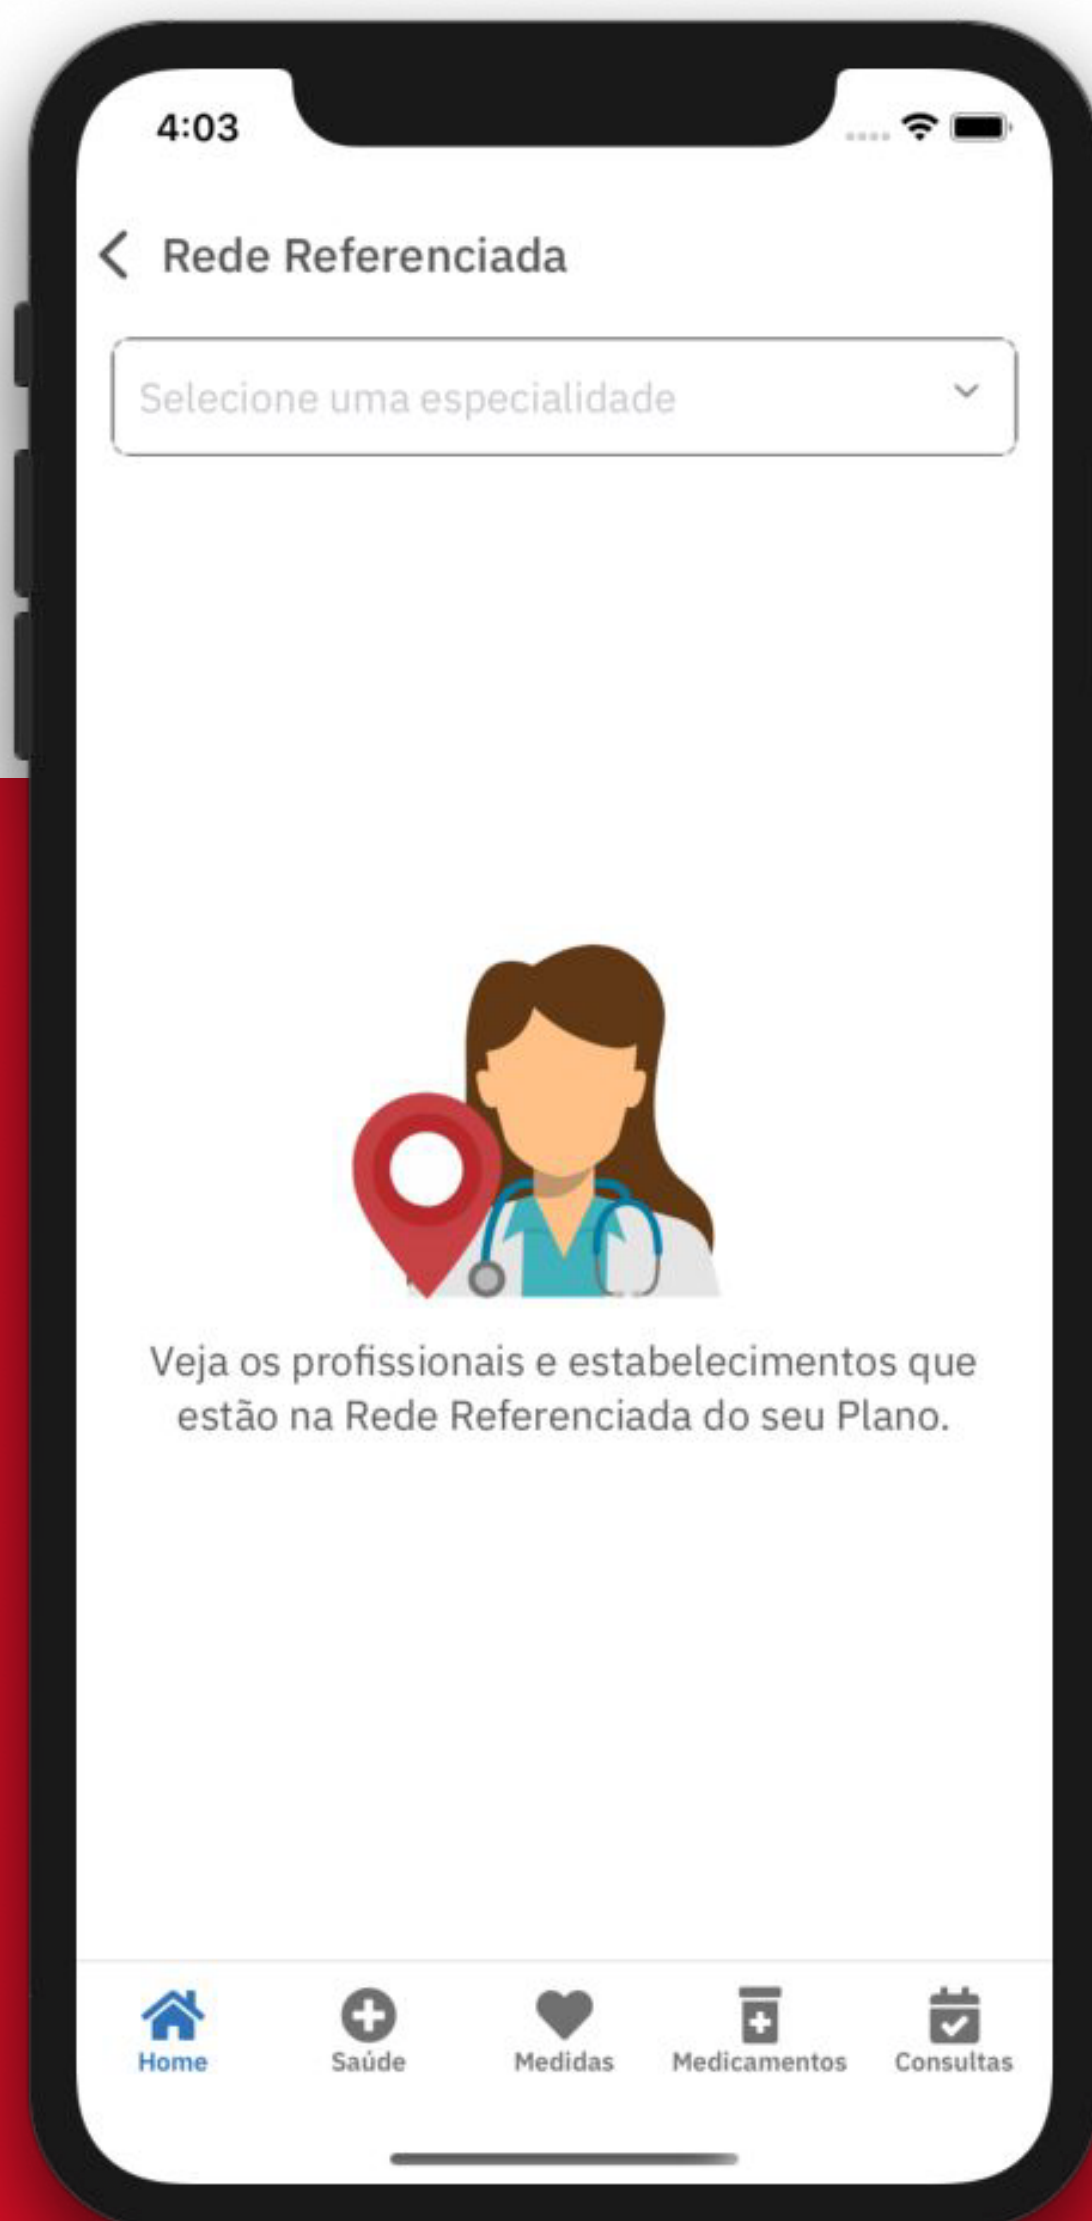 4:03
Rede Referenciada
Selecione uma especialidade
Veja os profissionais e estabelecimentos que
estão na Rede Referenciada do seu Plano.
Home Saúde Medidas Medicamentos Consultas